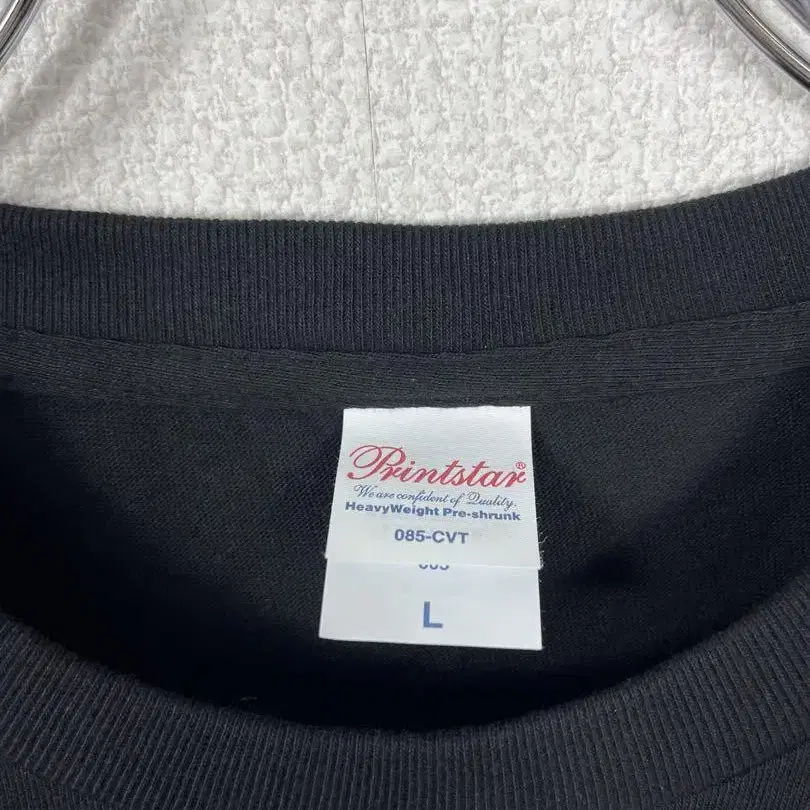 Printstar®
We are confident of Quality.
HeavyWeight Pre-shrunk
085-CVT
L